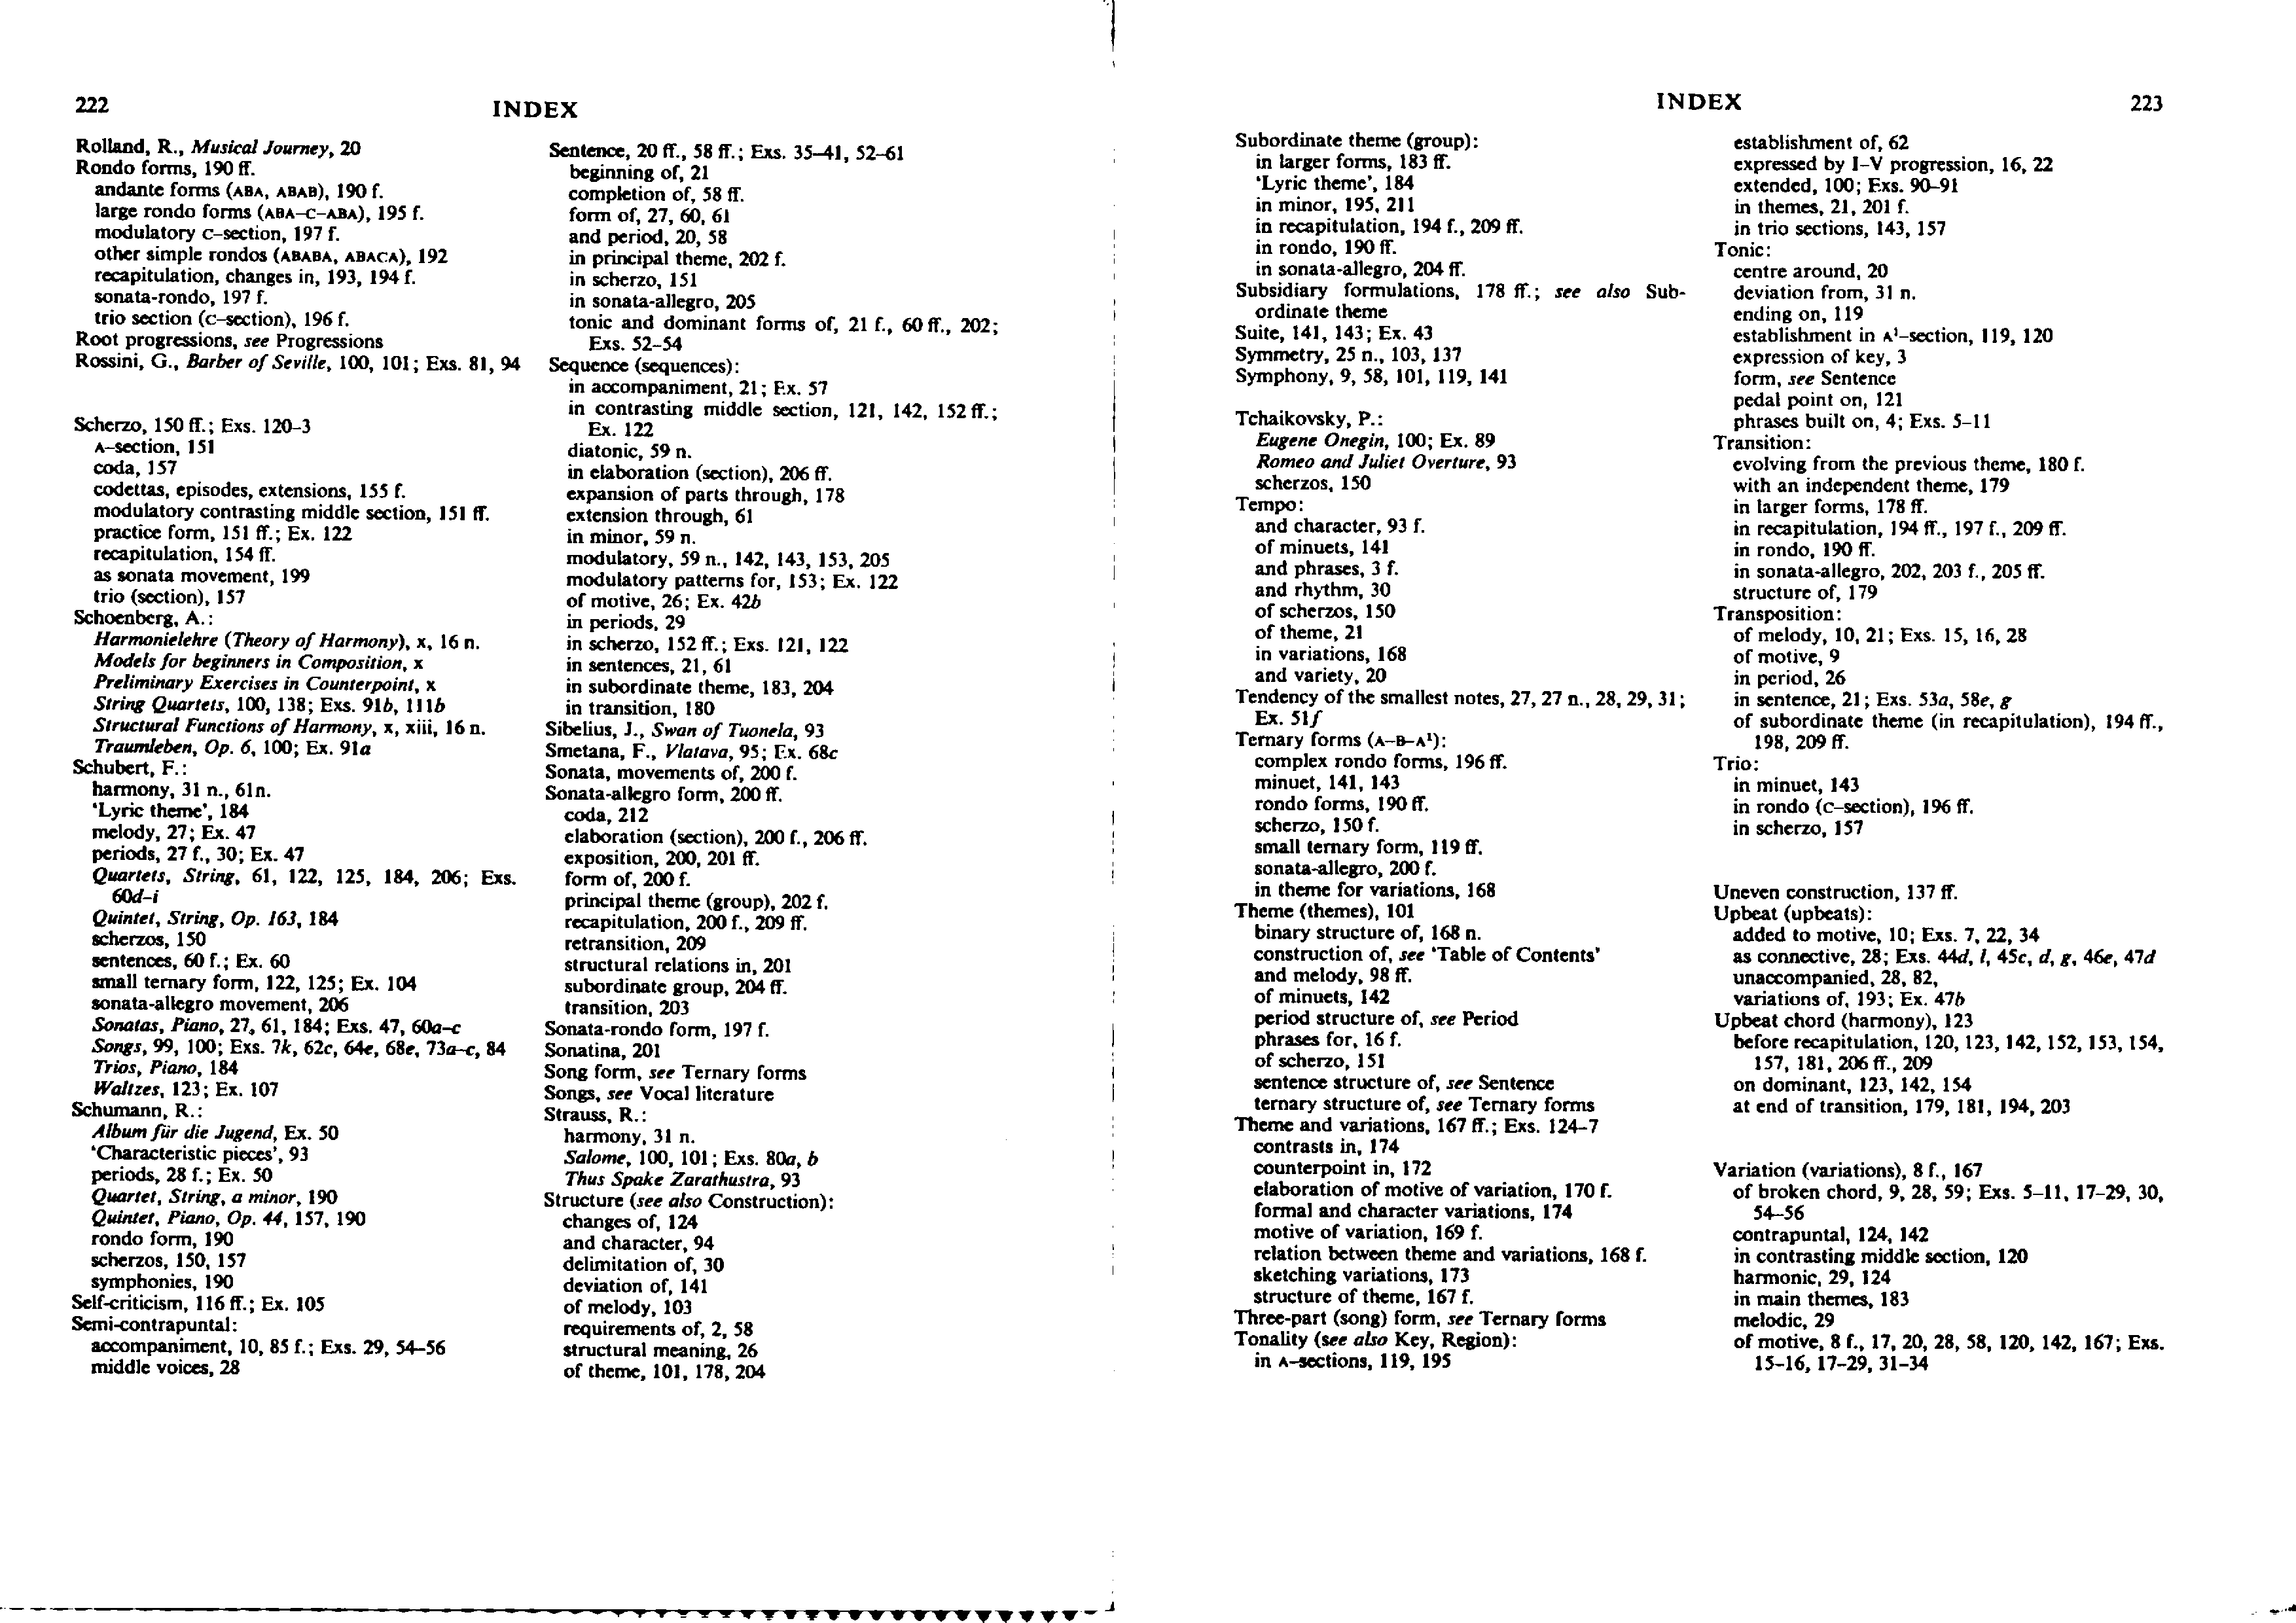 222
INDEX
Rolland, R., Musical Journey, 20
Rondo forms, 190 ff.
andante forms (ABA, ABAB), 190 f.
large rondo forms (ABA–C–ABA), 195 f.
modulatory C–section, 197 f.
other simple rondos (ABABA, ABACA), 192
recapitulation, changes in, 193, 194 f.
sonata-rondo, 197 f.
trio section (C–section), 196 f.
Root progressions, see Progressions
Rossini, G., Barber of Seville, 100, 101; Exs. 81, 94
Scherzo, 150 ff.; Exs. 120–3
A–section, 151
coda, 157
codettas, episodes, extensions, 155 f.
modulatory contrasting middle section, 151 ff.
practice form, 151 ff.; Ex. 122
recapitulation, 154 ff.
as sonata movement, 199
trio (section), 157
Schoenberg, A.:
Harmonielehre (Theory of Harmony), x, 16 n.
Models for beginners in Composition, x
Preliminary Exercises in Counterpoint, x
String Quartets, 100, 138; Exs. 91b, 111b
Structural Functions of Harmony, x, xiii, 16 n.
Traumleben, Op. 6, 100; Ex. 91a
Schubert, F.:
harmony, 31 n., 61n.
‘Lyric theme’, 184
melody, 27; Ex. 47
periods, 27 f., 30; Ex. 47
Quartets, String, 61, 122, 125, 184, 206; Exs.
60d–i
Quintet, String, Op. 163, 184
scherzos, 150
sentences, 60 f.; Ex. 60
small ternary form, 122, 125; Ex. 104
sonata-allegro movement, 206
Sonatas, Piano, 27, 61, 184; Exs. 47, 60a–c
Songs, 99, 100; Exs. 7k, 62c, 64e, 68e, 73a–c, 84
Trios, Piano, 184
Waltzes, 123; Ex. 107
Schumann, R.:
Album für die Jugend, Ex. 50
‘Characteristic pieces’, 93
periods, 28 f.; Ex. 50
Quartet, String, a minor, 190
Quintet, Piano, Op. 44, 157, 190
rondo form, 190
scherzos, 150, 157
symphonies, 190
Self-criticism, 116 ff.; Ex. 105
Semi-contrapuntal:
accompaniment, 10, 85 f.; Exs. 29, 54–56
middle voices, 28
Sentence, 20 ff., 58 ff.; Exs. 35–41, 52–61
beginning of, 21
completion of, 58 ff.
form of, 27, 60, 61
and period, 20, 58
in principal theme, 202 f.
in scherzo, 151
in sonata-allegro, 205
tonic and dominant forms of, 21 f., 60 ff., 202;
Exs. 52–54
Sequence (sequences):
in accompaniment, 21; Ex. 57
in contrasting middle section, 121, 142, 152 ff.;
Ex. 122
diatonic, 59 n.
in elaboration (section), 206 ff.
expansion of parts through, 178
extension through, 61
in minor, 59 n.
modulatory, 59 n., 142, 143, 153, 205
modulatory patterns for, 153; Ex. 122
of motive, 26; Ex. 42b
in periods, 29
in scherzo, 152 ff.; Exs. 121, 122
in sentences, 21, 61
in subordinate theme, 183, 204
in transition, 180
Sibelius, J., Swan of Tuonela, 93
Smetana, F., Vlatava, 95; Ex. 68c
Sonata, movements of, 200 f.
Sonata-allegro form, 200 ff.
coda, 212
elaboration (section), 200 f., 206 ff.
exposition, 200, 201 ff.
form of, 200 f.
principal theme (group), 202 f.
recapitulation, 200 f., 209 ff.
retransition, 209
structural relations in, 201
subordinate group, 204 ff.
transition, 203
Sonata-rondo form, 197 f.
Sonatina, 201
Song form, see Ternary forms
Songs, see Vocal literature
Strauss, R.:
harmony, 31 n.
Salome, 100, 101; Exs. 80a, b
Thus Spake Zarathustra, 93
Structure (see also Construction):
changes of, 124
and character, 94
delimitation of, 30
deviation of, 141
of melody, 103
requirements of, 2, 58
structural meaning, 26
of theme, 101, 178, 204
INDEX
223
Subordinate theme (group):
in larger forms, 183 ff.
‘Lyric theme’, 184
in minor, 195, 211
in recapitulation, 194 f., 209 ff.
in rondo, 190 ff.
in sonata-allegro, 204 ff.
Subsidiary formulations, 178 ff.; see also Sub-
ordinate theme
Suite, 141, 143; Ex. 43
Symmetry, 25 n., 103, 137
Symphony, 9, 58, 101, 119, 141
Tchaikovsky, P.:
Eugene Onegin, 100; Ex. 89
Romeo and Juliet Overture, 93
scherzos, 150
Tempo:
and character, 93 f.
of minuets, 141
and phrases, 3 f.
and rhythm, 30
of scherzos, 150
of theme, 21
in variations, 168
and variety, 20
Tendency of the smallest notes, 27, 27 n., 28, 29, 31;
Ex. 51f
Ternary forms (A–B–A¹):
complex rondo forms, 196 ff.
minuet, 141, 143
rondo forms, 190 ff.
scherzo, 150 f.
small ternary form, 119 ff.
sonata-allegro, 200 f.
in theme for variations, 168
Theme (themes), 101
binary structure of, 168 n.
construction of, see ‘Table of Contents’
and melody, 98 ff.
of minuets, 142
period structure of, see Period
phrases for, 16 f.
of scherzo, 151
sentence structure of, see Sentence
ternary structure of, see Ternary forms
Theme and variations, 167 ff.; Exs. 124–7
contrasts in, 174
counterpoint in, 172
elaboration of motive of variation, 170 f.
formal and character variations, 174
motive of variation, 169 f.
relation between theme and variations, 168 f.
sketching variations, 173
structure of theme, 167 f.
Three-part (song) form, see Ternary forms
Tonality (see also Key, Region):
in A–sections, 119, 195
establishment of, 62
expressed by I–V progression, 16, 22
extended, 100; Exs. 90–91
in themes, 21, 201 f.
in trio sections, 143, 157
Tonic:
centre around, 20
deviation from, 31 n.
ending on, 119
establishment in A¹–section, 119, 120
expression of key, 3
form, see Sentence
pedal point on, 121
phrases built on, 4; Exs. 5–11
Transition:
evolving from the previous theme, 180 f.
with an independent theme, 179
in larger forms, 178 ff.
in recapitulation, 194 ff., 197 f., 209 ff.
in rondo, 190 ff.
in sonata-allegro, 202, 203 f., 205 ff.
structure of, 179
Transposition:
of melody, 10, 21; Exs. 15, 16, 28
of motive, 9
in period, 26
in sentence, 21; Exs. 53a, 58e, g
of subordinate theme (in recapitulation), 194 ff.,
198, 209 ff.
Trio:
in minuet, 143
in rondo (C–section), 196 ff.
in scherzo, 157
Uneven construction, 137 ff.
Upbeat (upbeats):
added to motive, 10; Exs. 7, 22, 34
as connective, 28; Exs. 44d, l, 45c, d, g, 46e, 47d
unaccompanied, 28, 82,
variations of, 193; Ex. 47b
Upbeat chord (harmony), 123
before recapitulation, 120, 123, 142, 152, 153, 154,
157, 181, 206 ff., 209
on dominant, 123, 142, 154
at end of transition, 179, 181, 194, 203
Variation (variations), 8 f., 167
of broken chord, 9, 28, 59; Exs. 5–11, 17–29, 30,
54–56
contrapuntal, 124, 142
in contrasting middle section, 120
harmonic, 29, 124
in main themes, 183
melodic, 29
of motive, 8 f., 17, 20, 28, 58, 120, 142, 167; Exs.
15–16, 17–29, 31–34